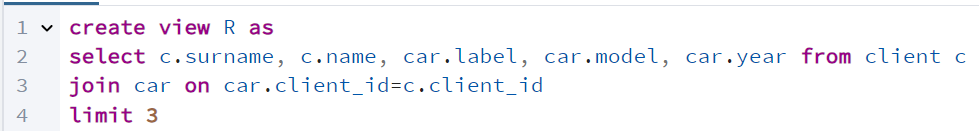 1 create view R as
2 select c.surname, c.name, car.label, car.model, car.year from client c
3 join car on car.client_id=c.client_id
4 limit 3